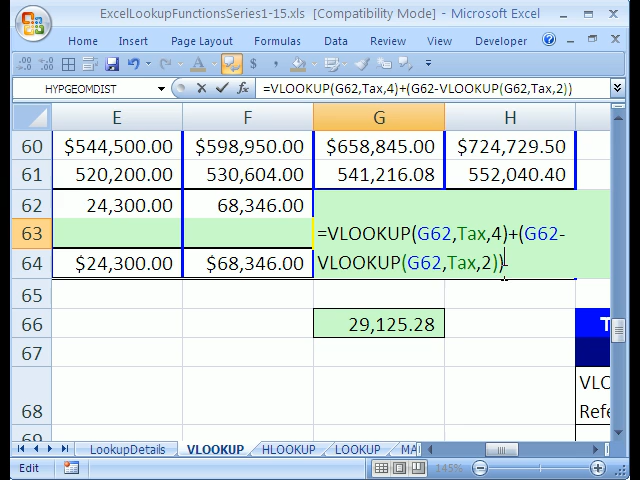 ExcelLookupFunctionsSeries1-15.xls [Compatibility Mode] - Microsoft Excel
Home Insert Page Layout Formulas Data Review View Developer
HYPGEOMDIST fx =VLOOKUP(G62,Tax,4)+(G62-VLOOKUP(G62,Tax,2))
E F G H
60 $544,500.00 $598,950.00 $658,845.00 $724,729.50
61 520,200.00 530,604.00 541,216.08 552,040.40
62 24,300.00 68,346.00
63 =VLOOKUP(G62,Tax,4)+(G62-
64 $24,300.00 $68,346.00 VLOOKUP(G62,Tax,2))
65
66 29,125.28 T
67
VLO
68 Refe
69
LookupDetails VLOOKUP HLOOKUP LOOKUP MA
Edit 145%